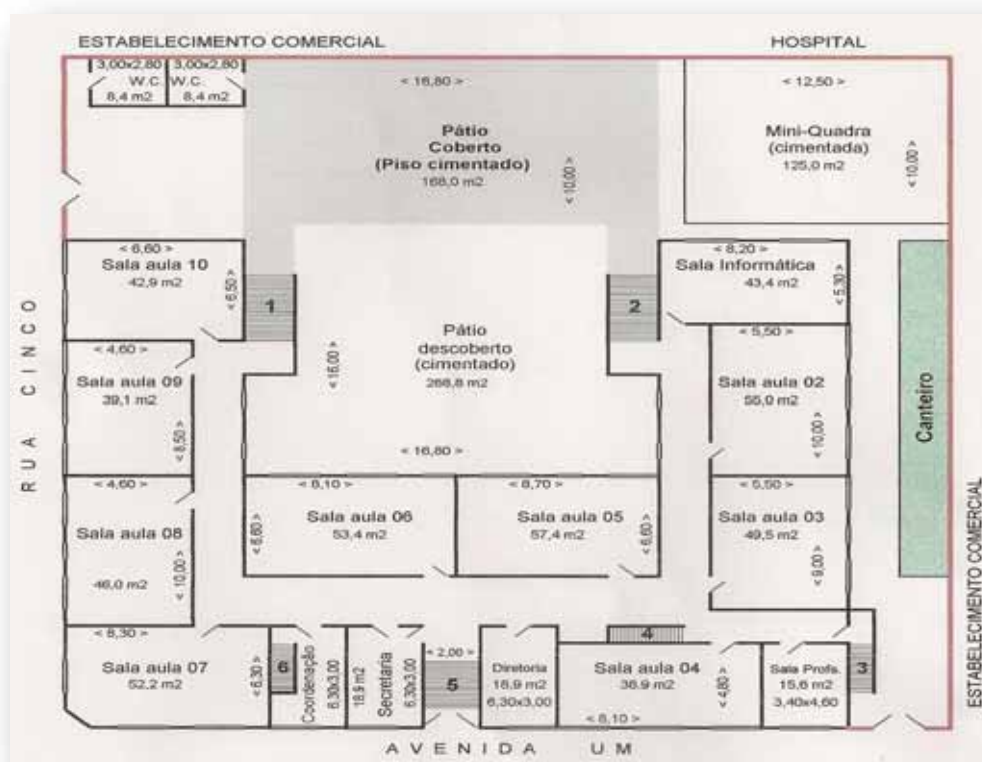 ESTABELECIMENTO COMERCIAL
HOSPITAL
3,00x2,80
3,00x2,80
W.C.
W.C.
8,4 m2
8,4 m2
< 16,80 >
Pátio
Coberto
(Piso cimentado)
168,0 m2
< 10,00 >
< 12,50 >
Mini-Quadra
(cimentada)
125,0 m2
< 10,00 >
< 6,60 >
Sala aula 10
42,9 m2
< 6,50 >
1
2
< 8,20 >
Sala Informática
43,4 m2
< 5,30 >
RUA CINCO
< 4,60 >
Sala aula 09
39,1 m2
< 8,50 >
Pátio
descoberto
(cimentado)
268,8 m2
< 16,00 >
< 16,80 >
< 5,50 >
Sala aula 02
55,0 m2
< 10,00 >
Canteiro
< 4,60 >
Sala aula 08
46,0 m2
< 10,00 >
< 8,10 >
Sala aula 06
53,4 m2
< 6,60 >
< 8,70 >
Sala aula 05
57,4 m2
< 6,60 >
< 5,50 >
Sala aula 03
49,5 m2
< 9,00 >
ESTABELECIMENTO COMERCIAL
< 8,30 >
Sala aula 07
52,2 m2
< 6,30 >
6
Coordenação
6,30x3,00
18,9 m2
Secretaria
6,30x3,00
< 2,00 >
5
Diretoria
18,9 m2
6,30x3,00
4
Sala aula 04
38,9 m2
< 4,80 >
< 8,10 >
Sala Profs.
15,6 m2
3,40x4,60
3
AVENIDA UM